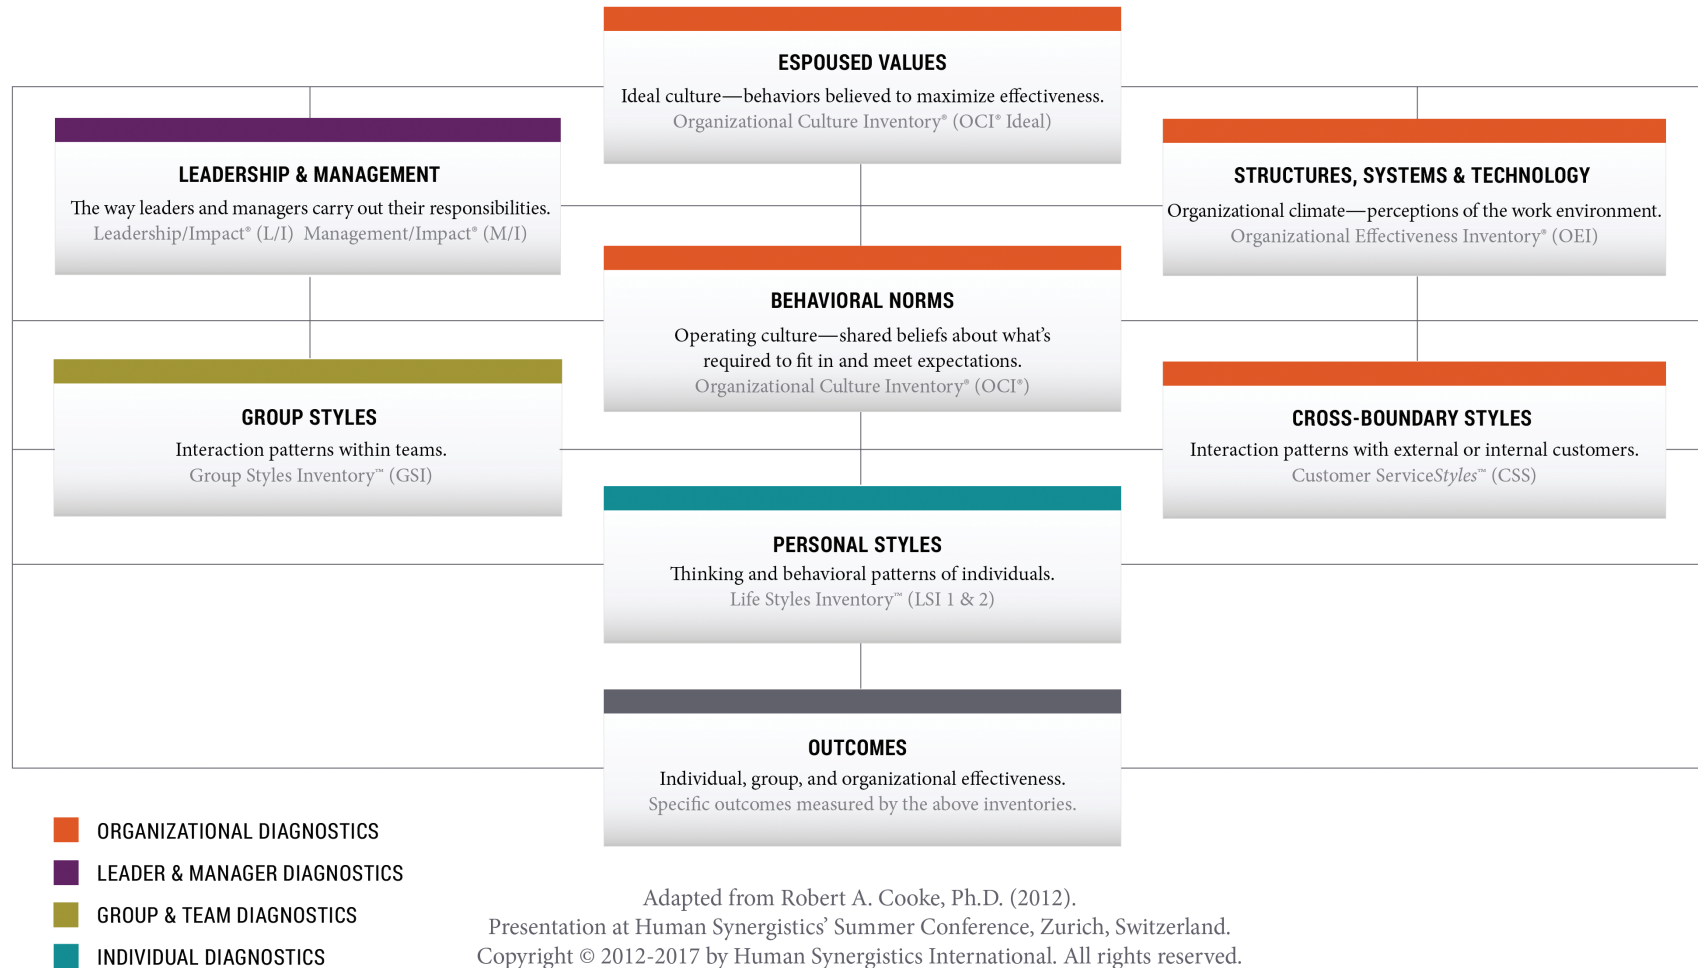 ESPOUSED VALUES
Ideal culture—behaviors believed to maximize effectiveness.
Organizational Culture Inventory® (OCI® Ideal)
LEADERSHIP & MANAGEMENT
The way leaders and managers carry out their responsibilities.
Leadership/Impact® (L/I) Management/Impact® (M/I)
STRUCTURES, SYSTEMS & TECHNOLOGY
Organizational climate—perceptions of the work environment.
Organizational Effectiveness Inventory® (OEI)
BEHAVIORAL NORMS
Operating culture—shared beliefs about what’s
required to fit in and meet expectations.
Organizational Culture Inventory® (OCI®)
GROUP STYLES
Interaction patterns within teams.
Group Styles Inventory™ (GSI)
CROSS-BOUNDARY STYLES
Interaction patterns with external or internal customers.
Customer ServiceStyles™ (CSS)
PERSONAL STYLES
Thinking and behavioral patterns of individuals.
Life Styles Inventory™ (LSI 1 & 2)
OUTCOMES
Individual, group, and organizational effectiveness.
Specific outcomes measured by the above inventories.
ORGANIZATIONAL DIAGNOSTICS
LEADER & MANAGER DIAGNOSTICS
GROUP & TEAM DIAGNOSTICS
INDIVIDUAL DIAGNOSTICS
Adapted from Robert A. Cooke, Ph.D. (2012).
Presentation at Human Synergistics’ Summer Conference, Zurich, Switzerland.
Copyright © 2012-2017 by Human Synergistics International. All rights reserved.